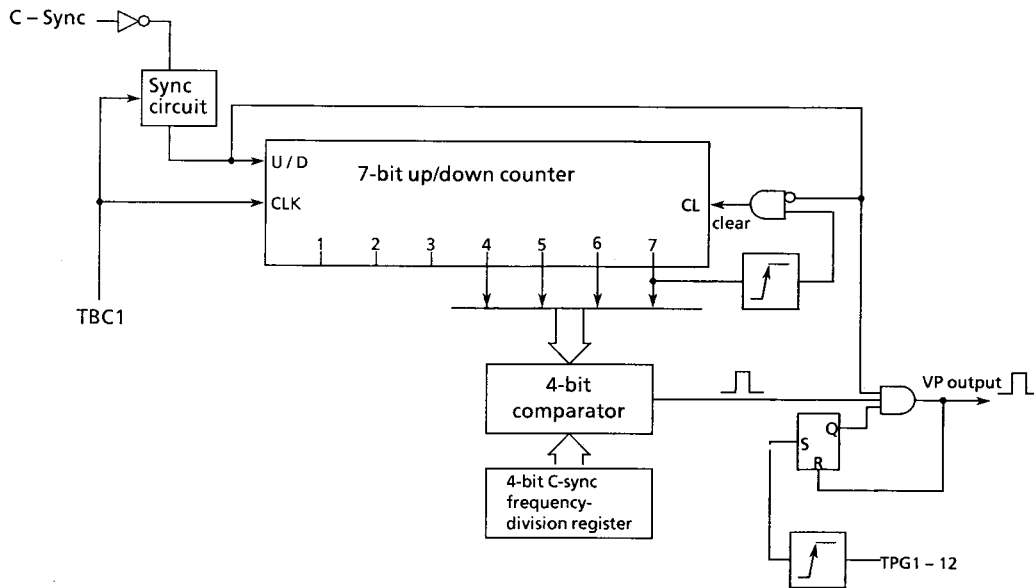 C – Sync
Sync
circuit
U / D
7-bit up/down counter
CLK
CL
clear
1 2 3 4 5 6 7
TBC1
4-bit
comparator
VP output
Q
S
R
4-bit C-sync
frequency-
division register
TPG1 – 12